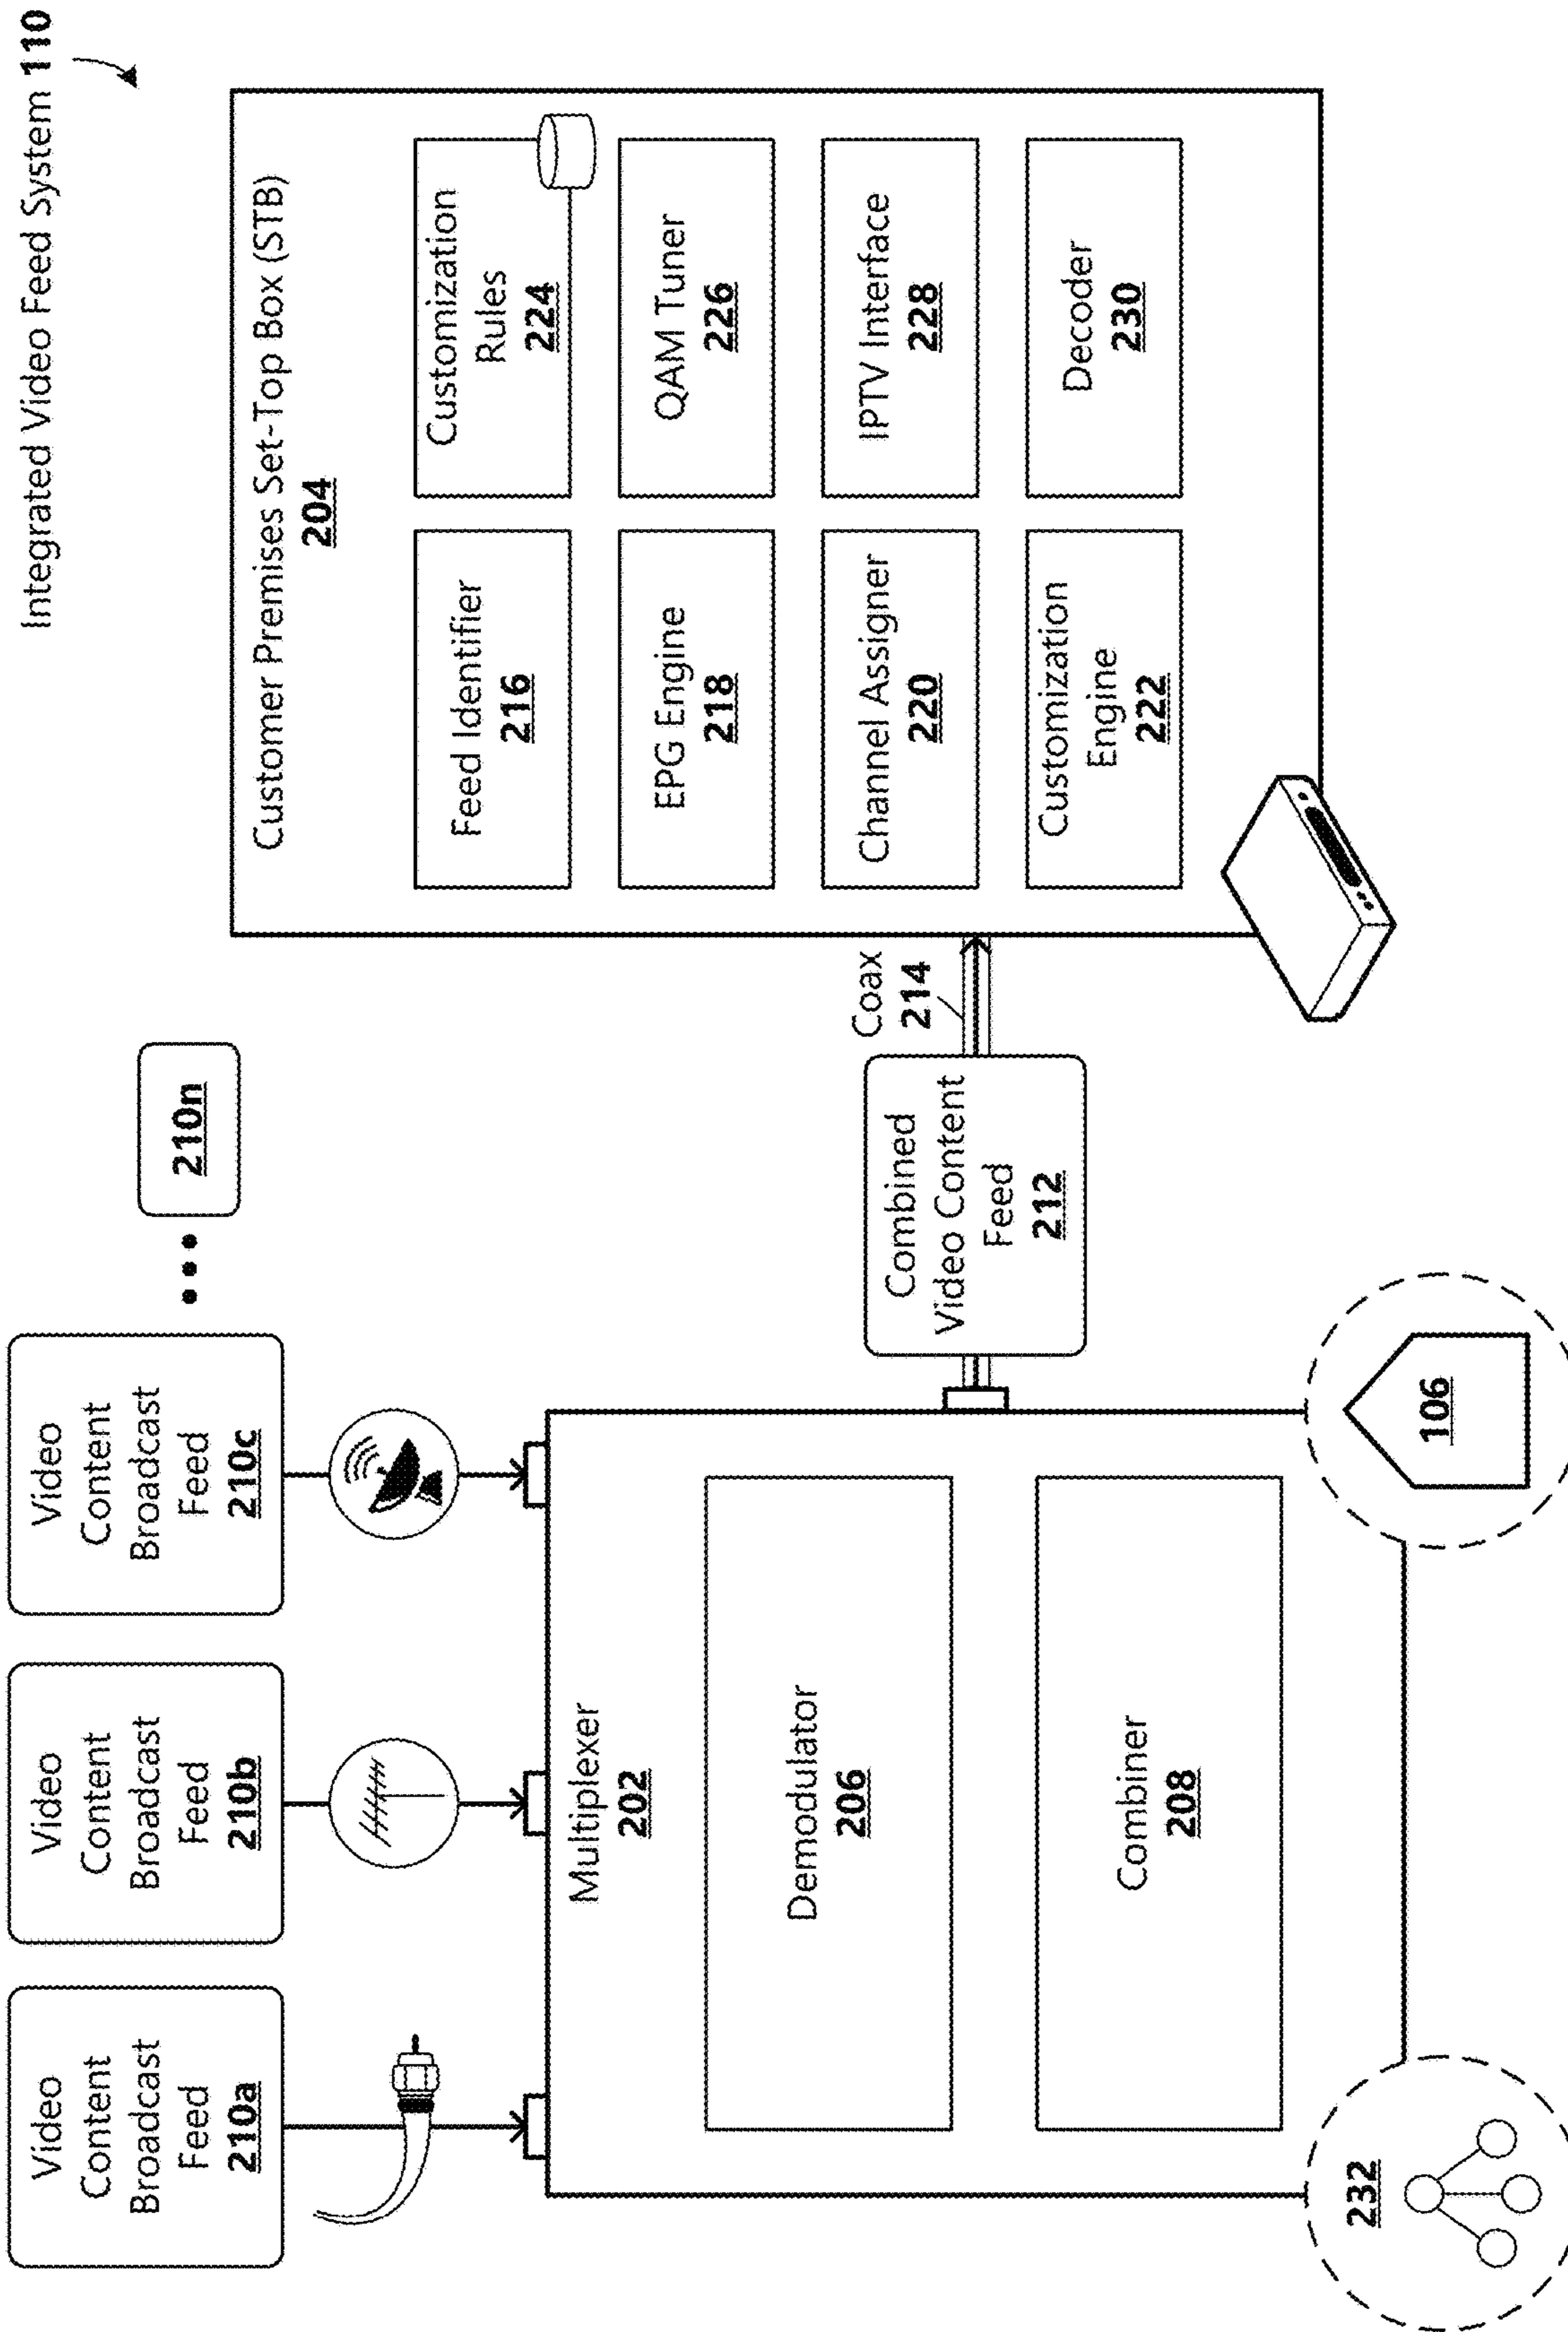 Integrated Video Feed System 110
Video
Content
Broadcast
Feed
210a
Video
Content
Broadcast
Feed
210b
Video
Content
Broadcast
Feed
210c
210n
Multiplexer
202
Demodulator
206
Combiner
208
232
106
Combined
Video Content
Feed
212
Coax
214
Customer Premises Set-Top Box (STB)
204
Feed Identifier
216
Customization
Rules
224
EPG Engine
218
QAM Tuner
226
Channel Assigner
220
IPTV Interface
228
Customization
Engine
222
Decoder
230